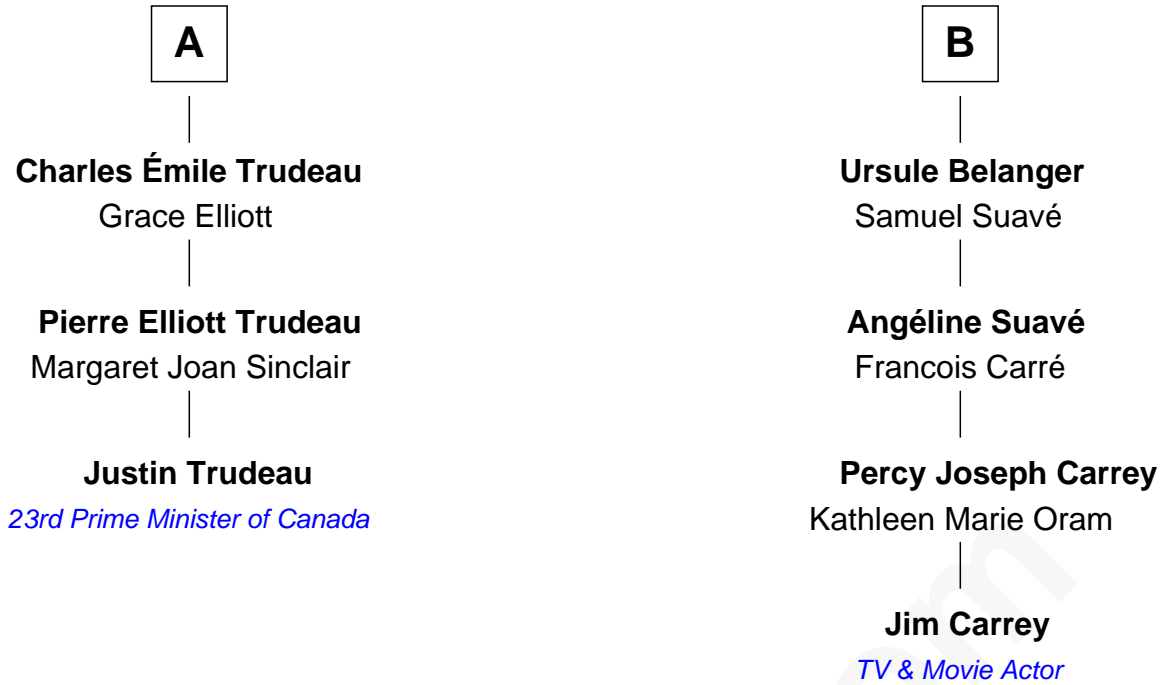 A
Charles Émile Trudeau
Grace Elliott
Pierre Elliott Trudeau
Margaret Joan Sinclair
Justin Trudeau
23rd Prime Minister of Canada
B
Ursule Belanger
Samuel Suavé
Angéline Suavé
Francois Carré
Percy Joseph Carrey
Kathleen Marie Oram
Jim Carrey
TV & Movie Actor